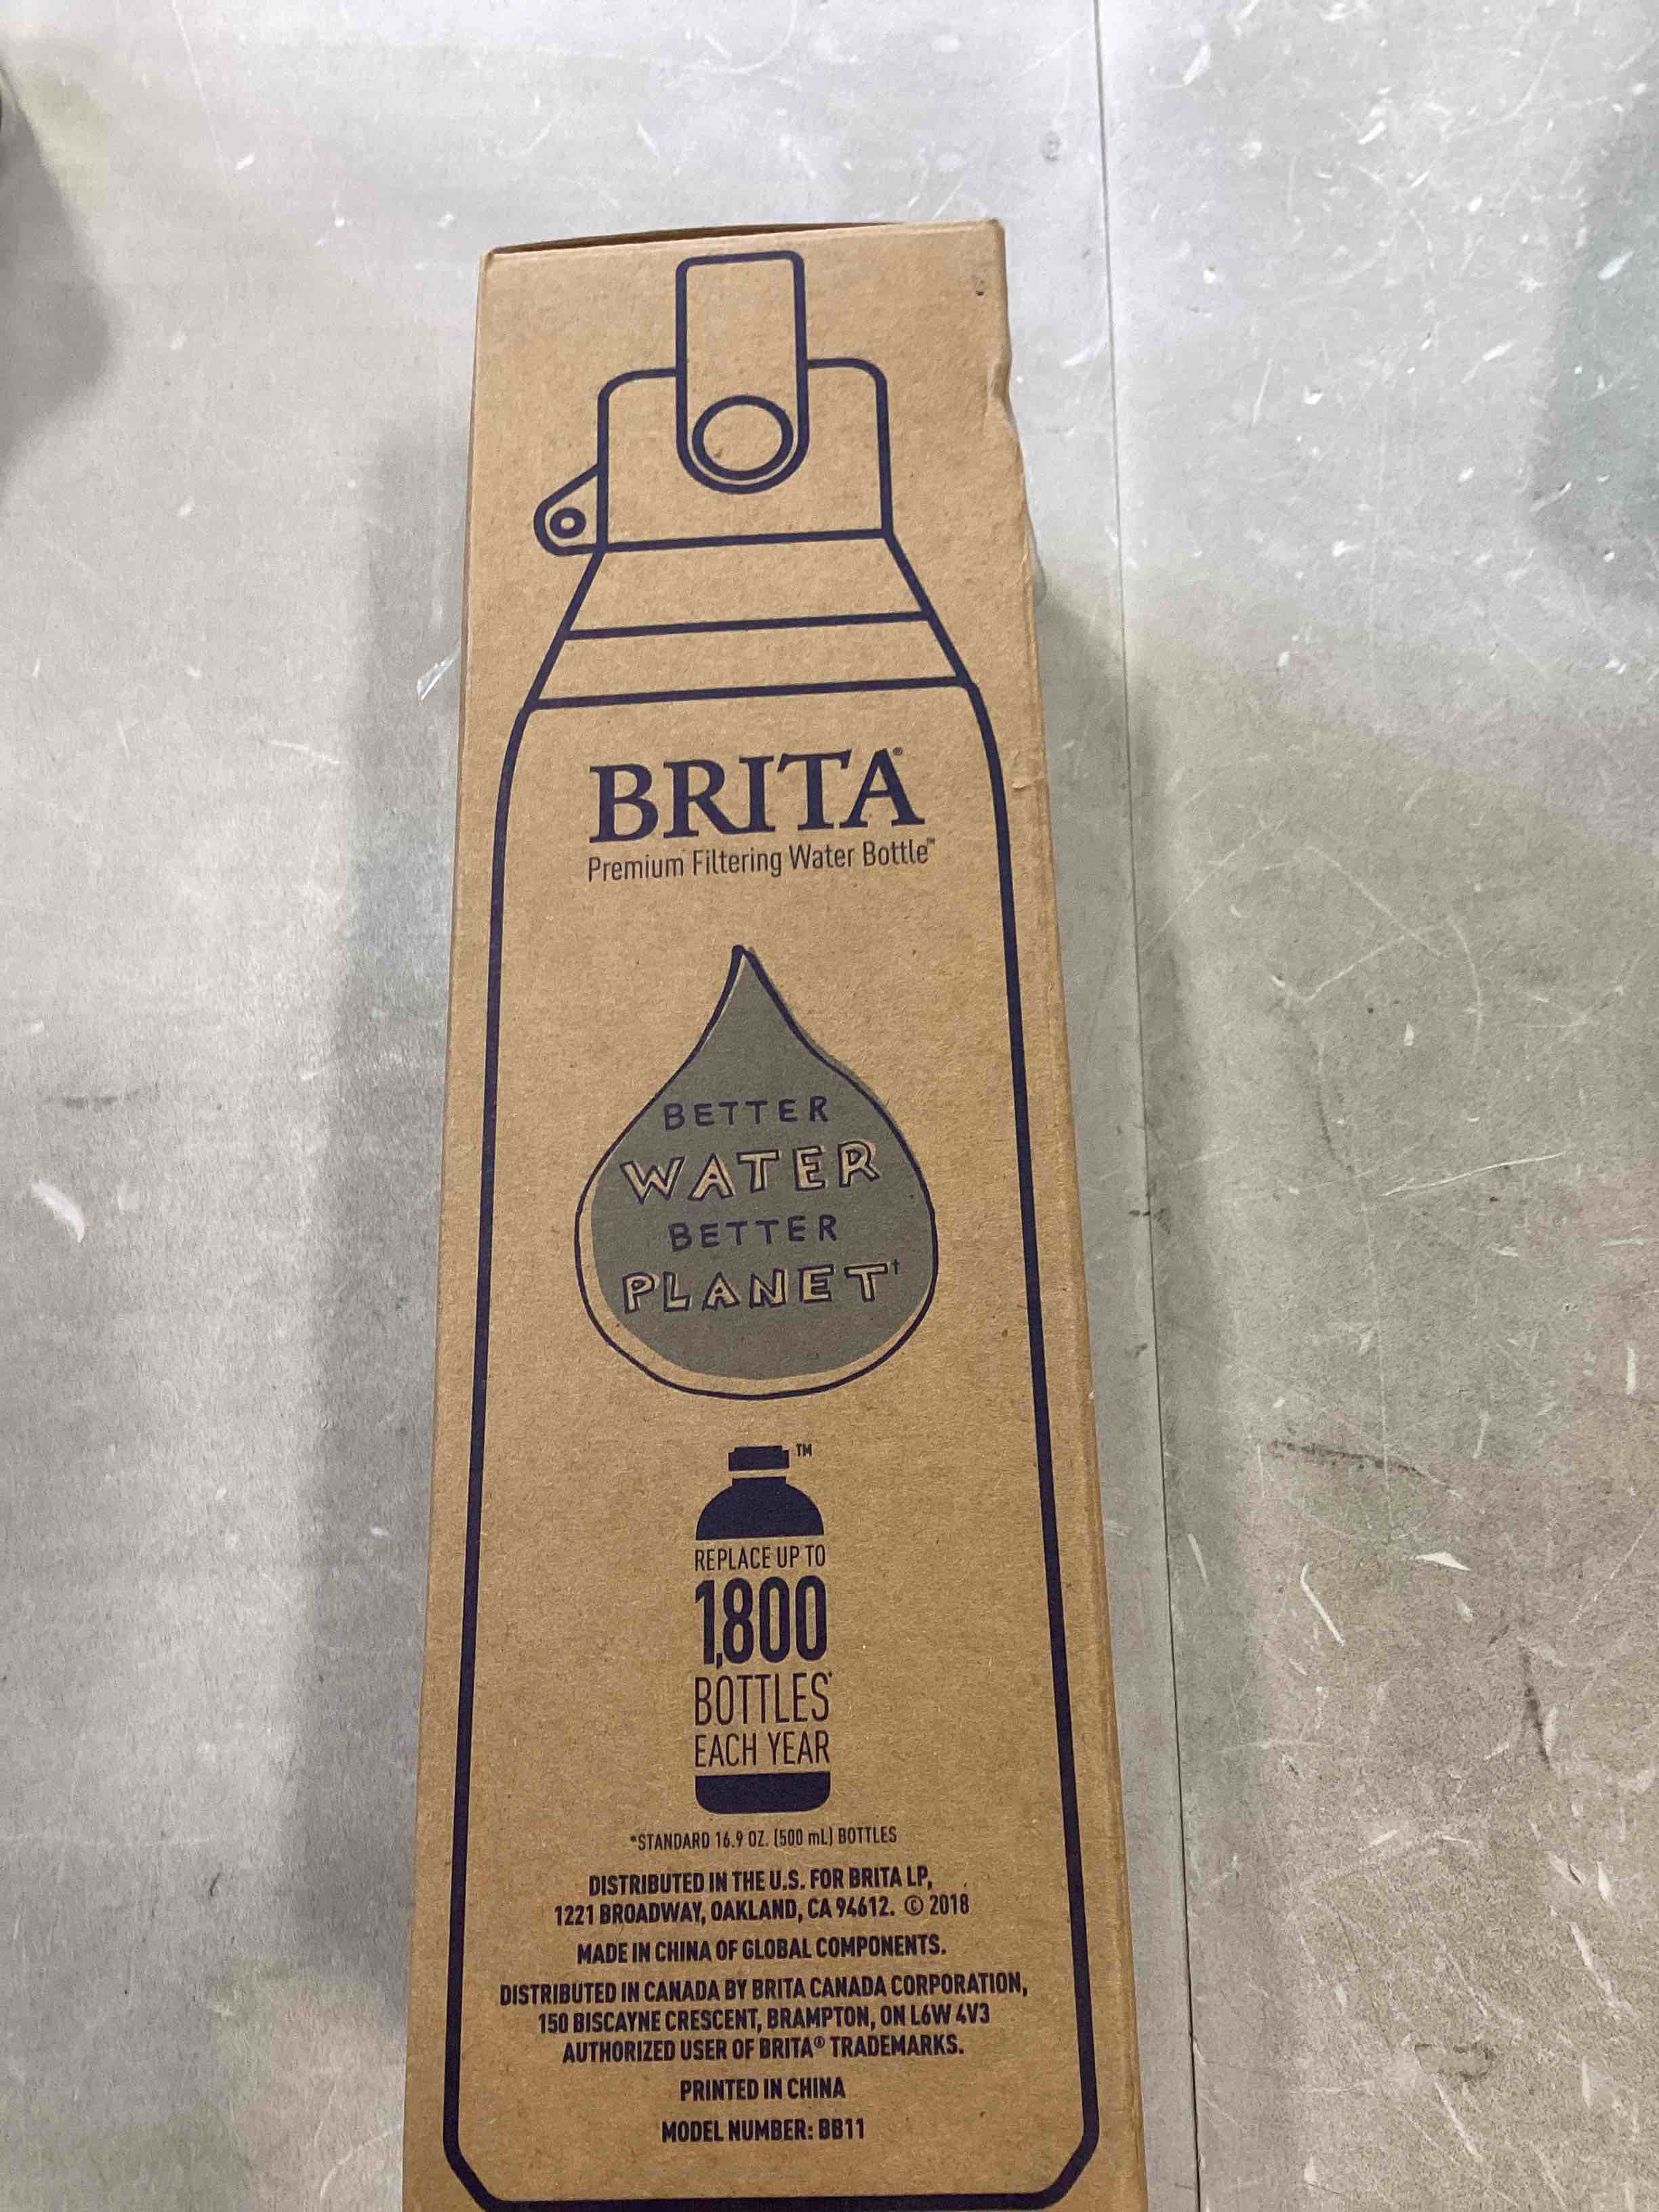 BRITA®
Premium Filtering Water Bottle™
BETTER
WATER
BETTER
PLANET†
™
REPLACE UP TO
1,800
BOTTLES*
EACH YEAR
*STANDARD 16.9 OZ. (500 mL) BOTTLES
DISTRIBUTED IN THE U.S. FOR BRITA LP,
1221 BROADWAY, OAKLAND, CA 94612. © 2018
MADE IN CHINA OF GLOBAL COMPONENTS.
DISTRIBUTED IN CANADA BY BRITA CANADA CORPORATION,
150 BISCAYNE CRESCENT, BRAMPTON, ON L6W 4V3
AUTHORIZED USER OF BRITA® TRADEMARKS.
PRINTED IN CHINA
MODEL NUMBER: BB11